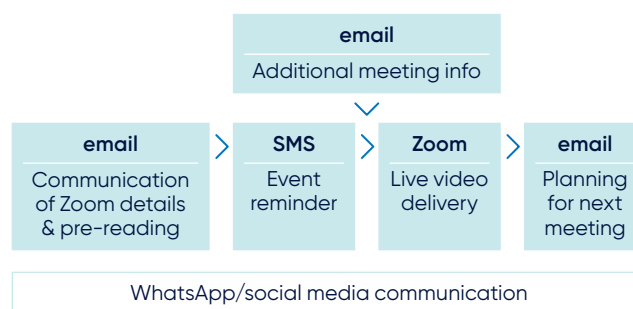 email
Additional meeting info
email
Communication
of Zoom details
& pre-reading
SMS
Event
reminder
Zoom
Live video
delivery
email
Planning
for next
meeting
WhatsApp/social media communication